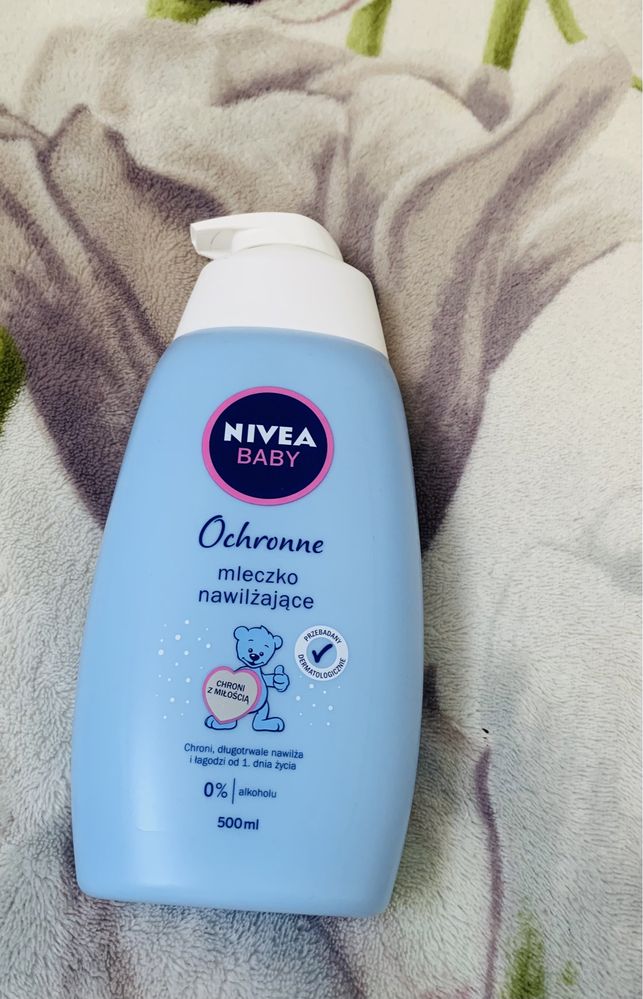 NIVEA
BABY
Ochronne
mleczko
nawilżające
PRZEBADANY
DERMATOLOGICZNIE
CHRONI
Z MIŁOŚCIĄ
Chroni, długotrwale nawilża
i łagodzi od 1. dnia życia
0% alkoholu
500ml